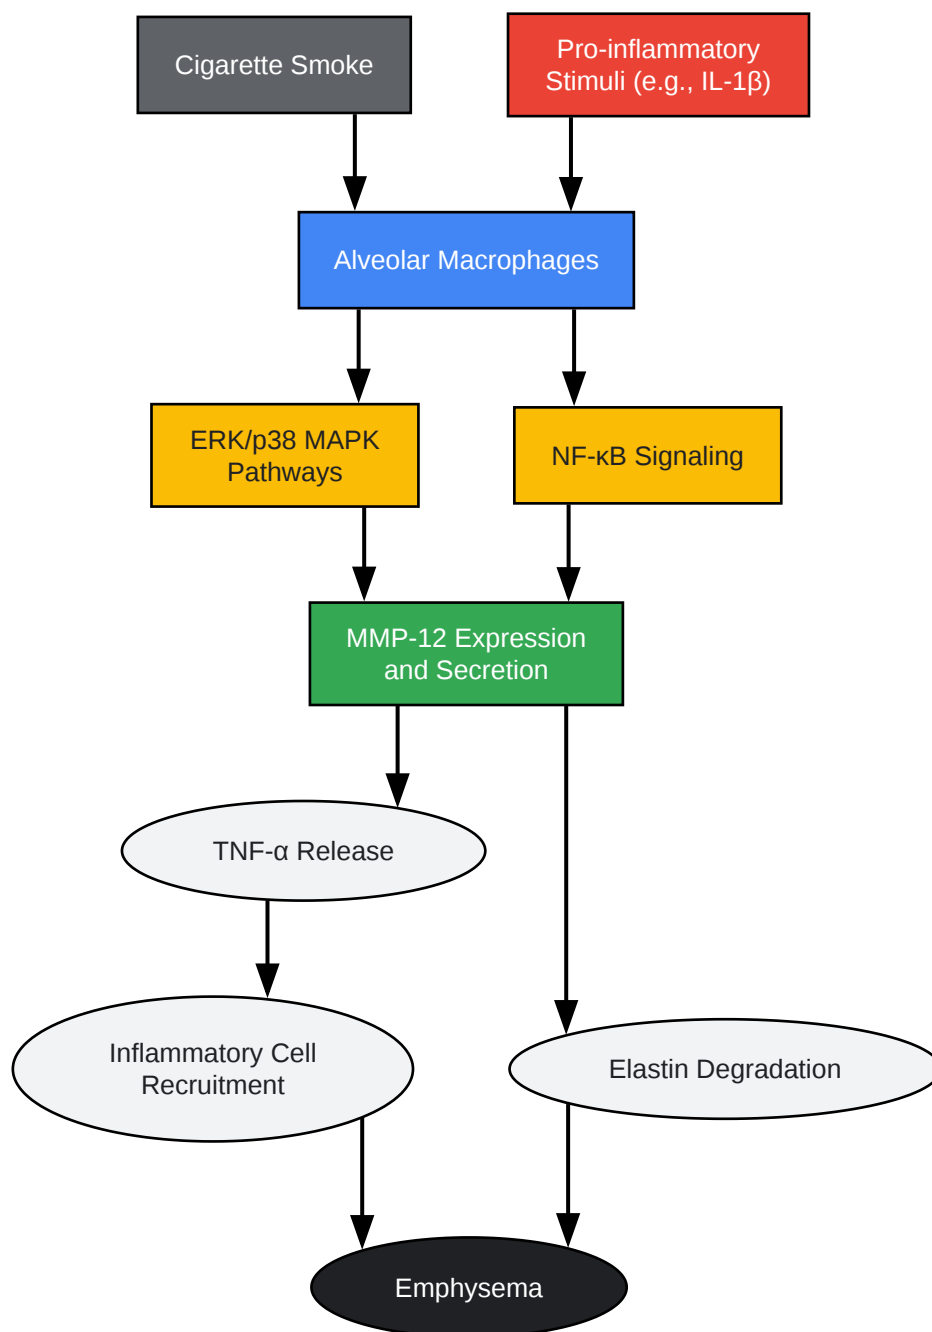 Cigarette Smoke
Pro-inflammatory
Stimuli (e.g., IL-1β)
Alveolar Macrophages
ERK/p38 MAPK
Pathways
NF-κB Signaling
MMP-12 Expression
and Secretion
TNF-α Release
Inflammatory Cell
Recruitment
Elastin Degradation
Emphysema